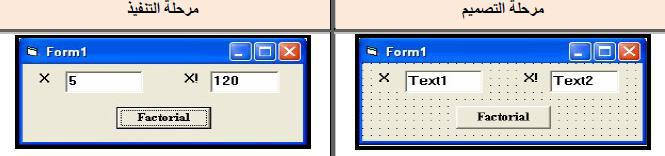 مرحلة التصميم
مرحلة التنفيذ
Form1
X Text1 X! Text2
Factorial
Form1
X 5 X! 120
Factorial